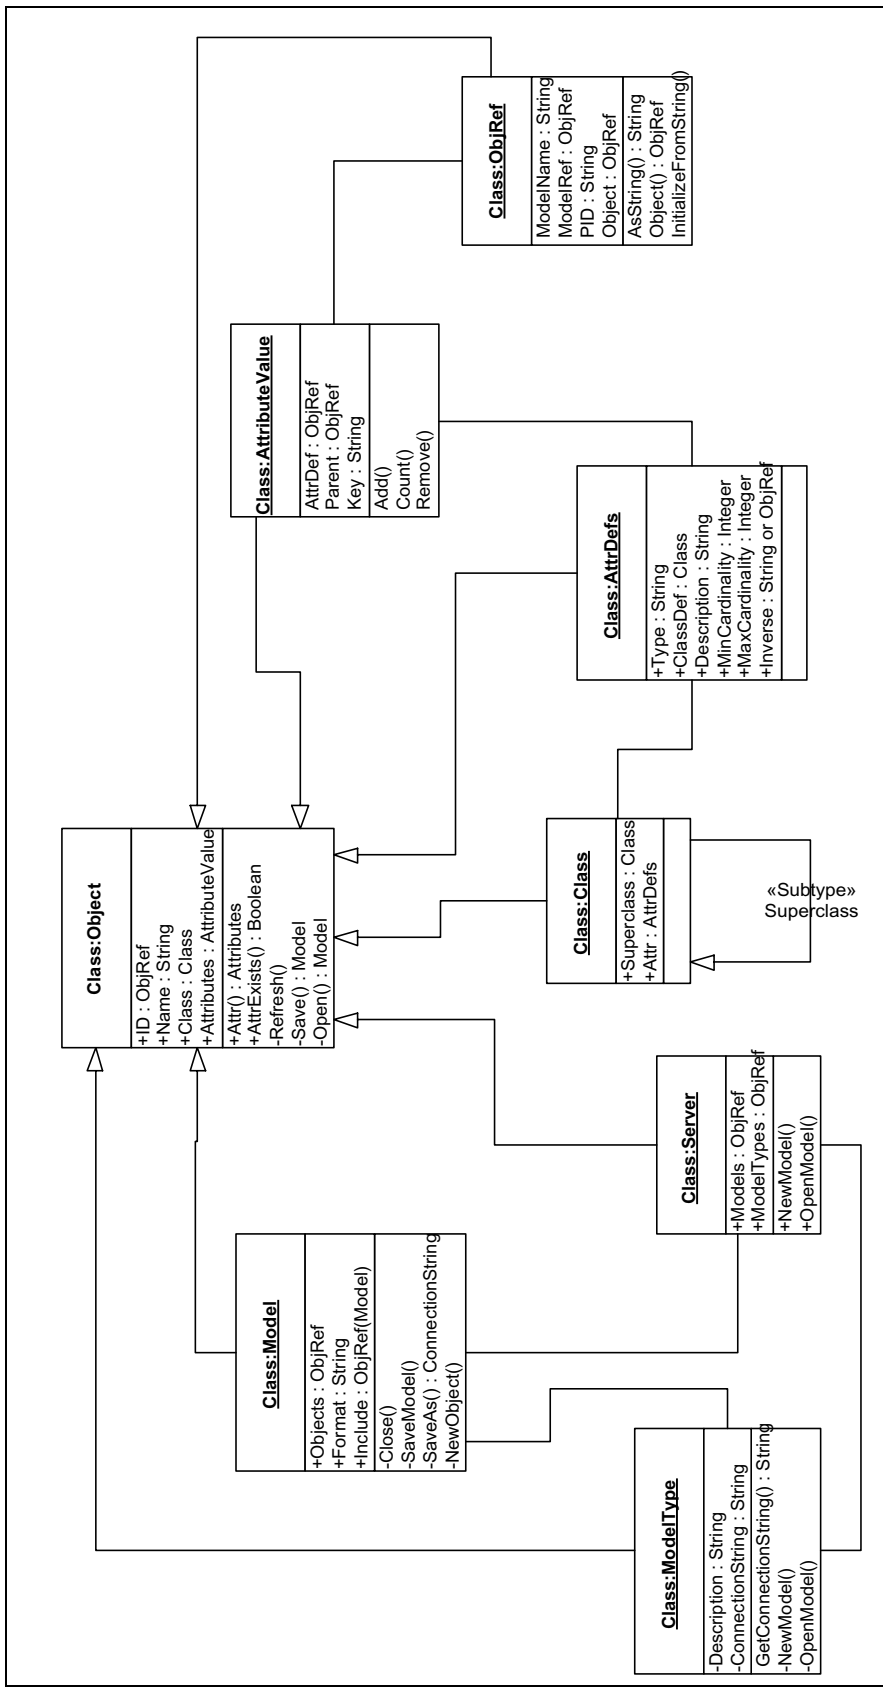 Class:Object
+ID : ObjRef
+Name : String
+Class : Class
+Attributes : AttributeValue
+Attr() : Attributes
+AttrExists() : Boolean
-Refresh()
-Save() : Model
-Open() : Model
Class:Model
+Objects : ObjRef
+Format : String
+Include : ObjRef(Model)
-Close()
-SaveModel()
-SaveAs() : ConnectionString
-NewObject()
Class:ModelType
-Description : String
-ConnectionString : String
GetConnectionString() : String
-NewModel()
-OpenModel()
Class:Server
+Models : ObjRef
+ModelTypes : ObjRef
+NewModel()
+OpenModel()
Class:Class
+Superclass : Class
+Attr : AttrDefs
«Subtype»
Superclass
Class:AttrDefs
+Type : String
+ClassDef : Class
+Description : String
+MinCardinality : Integer
+MaxCardinality : Integer
+Inverse : String or ObjRef
Class:AttributeValue
AttrDef : ObjRef
Parent : ObjRef
Key : String
Add()
Count()
Remove()
Class:ObjRef
ModelName : String
ModelRef : ObjRef
PID : String
Object : ObjRef
AsString() : String
Object() : ObjRef
InitializeFromString()